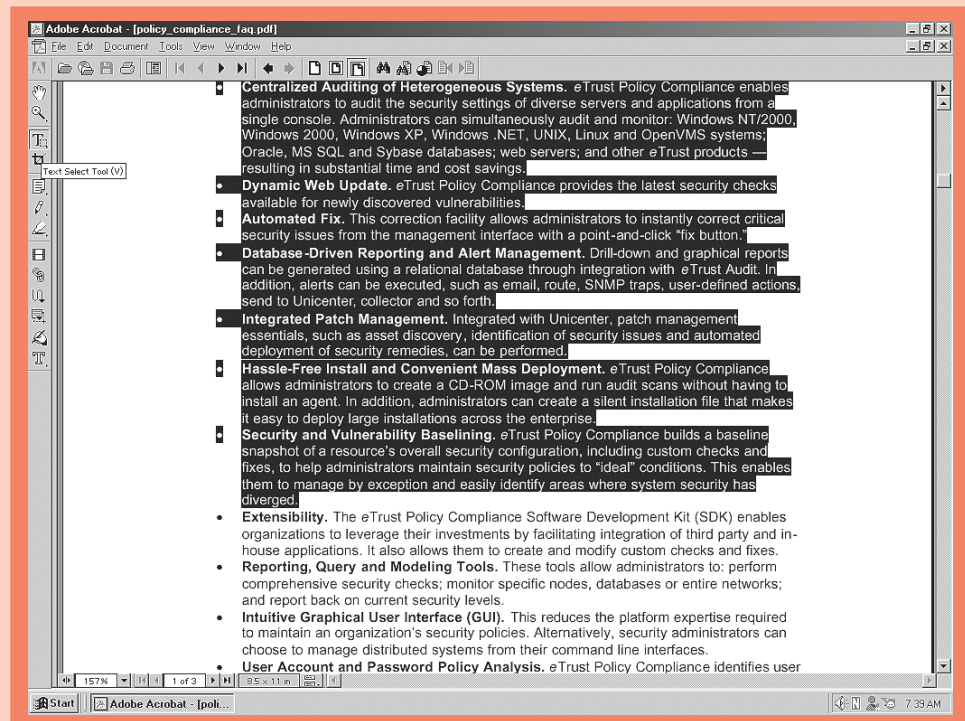 Adobe Acrobat - [policy_compliance_faq.pdf]
File Edit Document Tools View Window Help
• Centralized Auditing of Heterogeneous Systems. eTrust Policy Compliance enables
administrators to audit the security settings of diverse servers and applications from a
single console. Administrators can simultaneously audit and monitor: Windows NT/2000,
Windows 2000, Windows XP, Windows .NET, UNIX, Linux and OpenVMS systems;
Oracle, MS SQL and Sybase databases; web servers; and other eTrust products —
resulting in substantial time and cost savings.
Text Select Tool (V)
• Dynamic Web Update. eTrust Policy Compliance provides the latest security checks
available for newly discovered vulnerabilities.
• Automated Fix. This correction facility allows administrators to instantly correct critical
security issues from the management interface with a point-and-click “fix button.”
• Database-Driven Reporting and Alert Management. Drill-down and graphical reports
can be generated using a relational database through integration with eTrust Audit. In
addition, alerts can be executed, such as email, route, SNMP traps, user-defined actions,
send to Unicenter, collector and so forth.
• Integrated Patch Management. Integrated with Unicenter, patch management
essentials, such as asset discovery, identification of security issues and automated
deployment of security remedies, can be performed.
• Hassle-Free Install and Convenient Mass Deployment. eTrust Policy Compliance
allows administrators to create a CD-ROM image and run audit scans without having to
install an agent. In addition, administrators can create a silent installation file that makes
it easy to deploy large installations across the enterprise.
• Security and Vulnerability Baselining. eTrust Policy Compliance builds a baseline
snapshot of a resource’s overall security configuration, including custom checks and
fixes, to help administrators maintain security policies to “ideal” conditions. This enables
them to manage by exception and easily identify areas where system security has
diverged.
• Extensibility. The eTrust Policy Compliance Software Development Kit (SDK) enables
organizations to leverage their investments by facilitating integration of third party and in-
house applications. It also allows them to create and modify custom checks and fixes.
• Reporting, Query and Modeling Tools. These tools allow administrators to: perform
comprehensive security checks; monitor specific nodes, databases or entire networks;
and report back on current security levels.
• Intuitive Graphical User Interface (GUI). This reduces the platform expertise required
to maintain an organization’s security policies. Alternatively, security administrators can
choose to manage distributed systems from their command line interfaces.
• User Account and Password Policy Analysis. eTrust Policy Compliance identifies user
157% 1 of 3 8.5 x 11 in
Start Adobe Acrobat - [poli... 7:39 AM